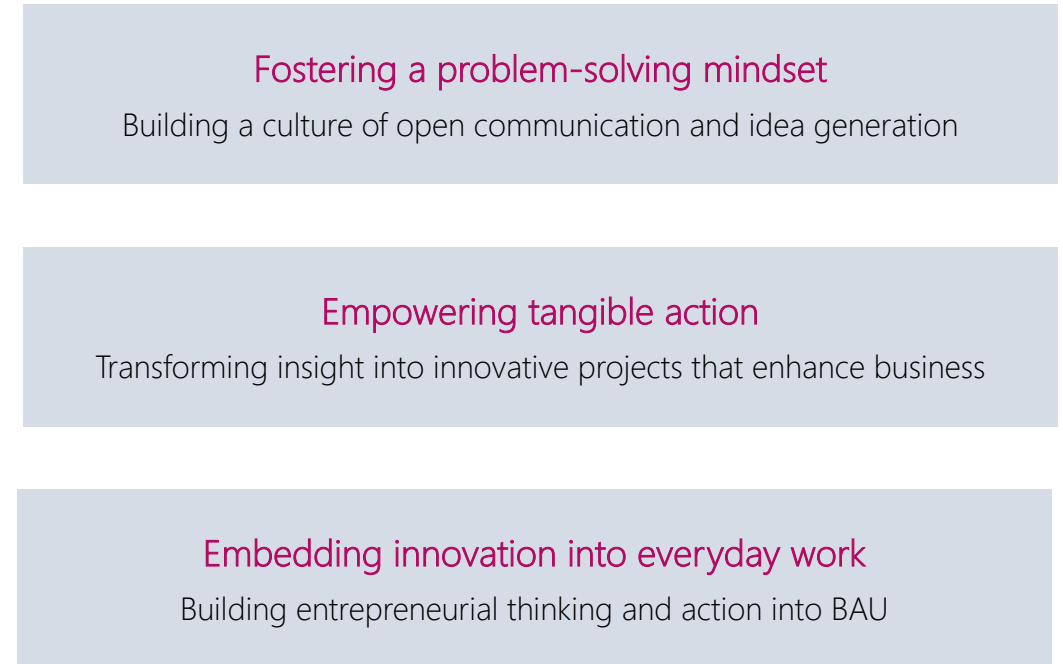 Fostering a problem-solving mindset
Building a culture of open communication and idea generation
Empowering tangible action
Transforming insight into innovative projects that enhance business
Embedding innovation into everyday work
Building entrepreneurial thinking and action into BAU